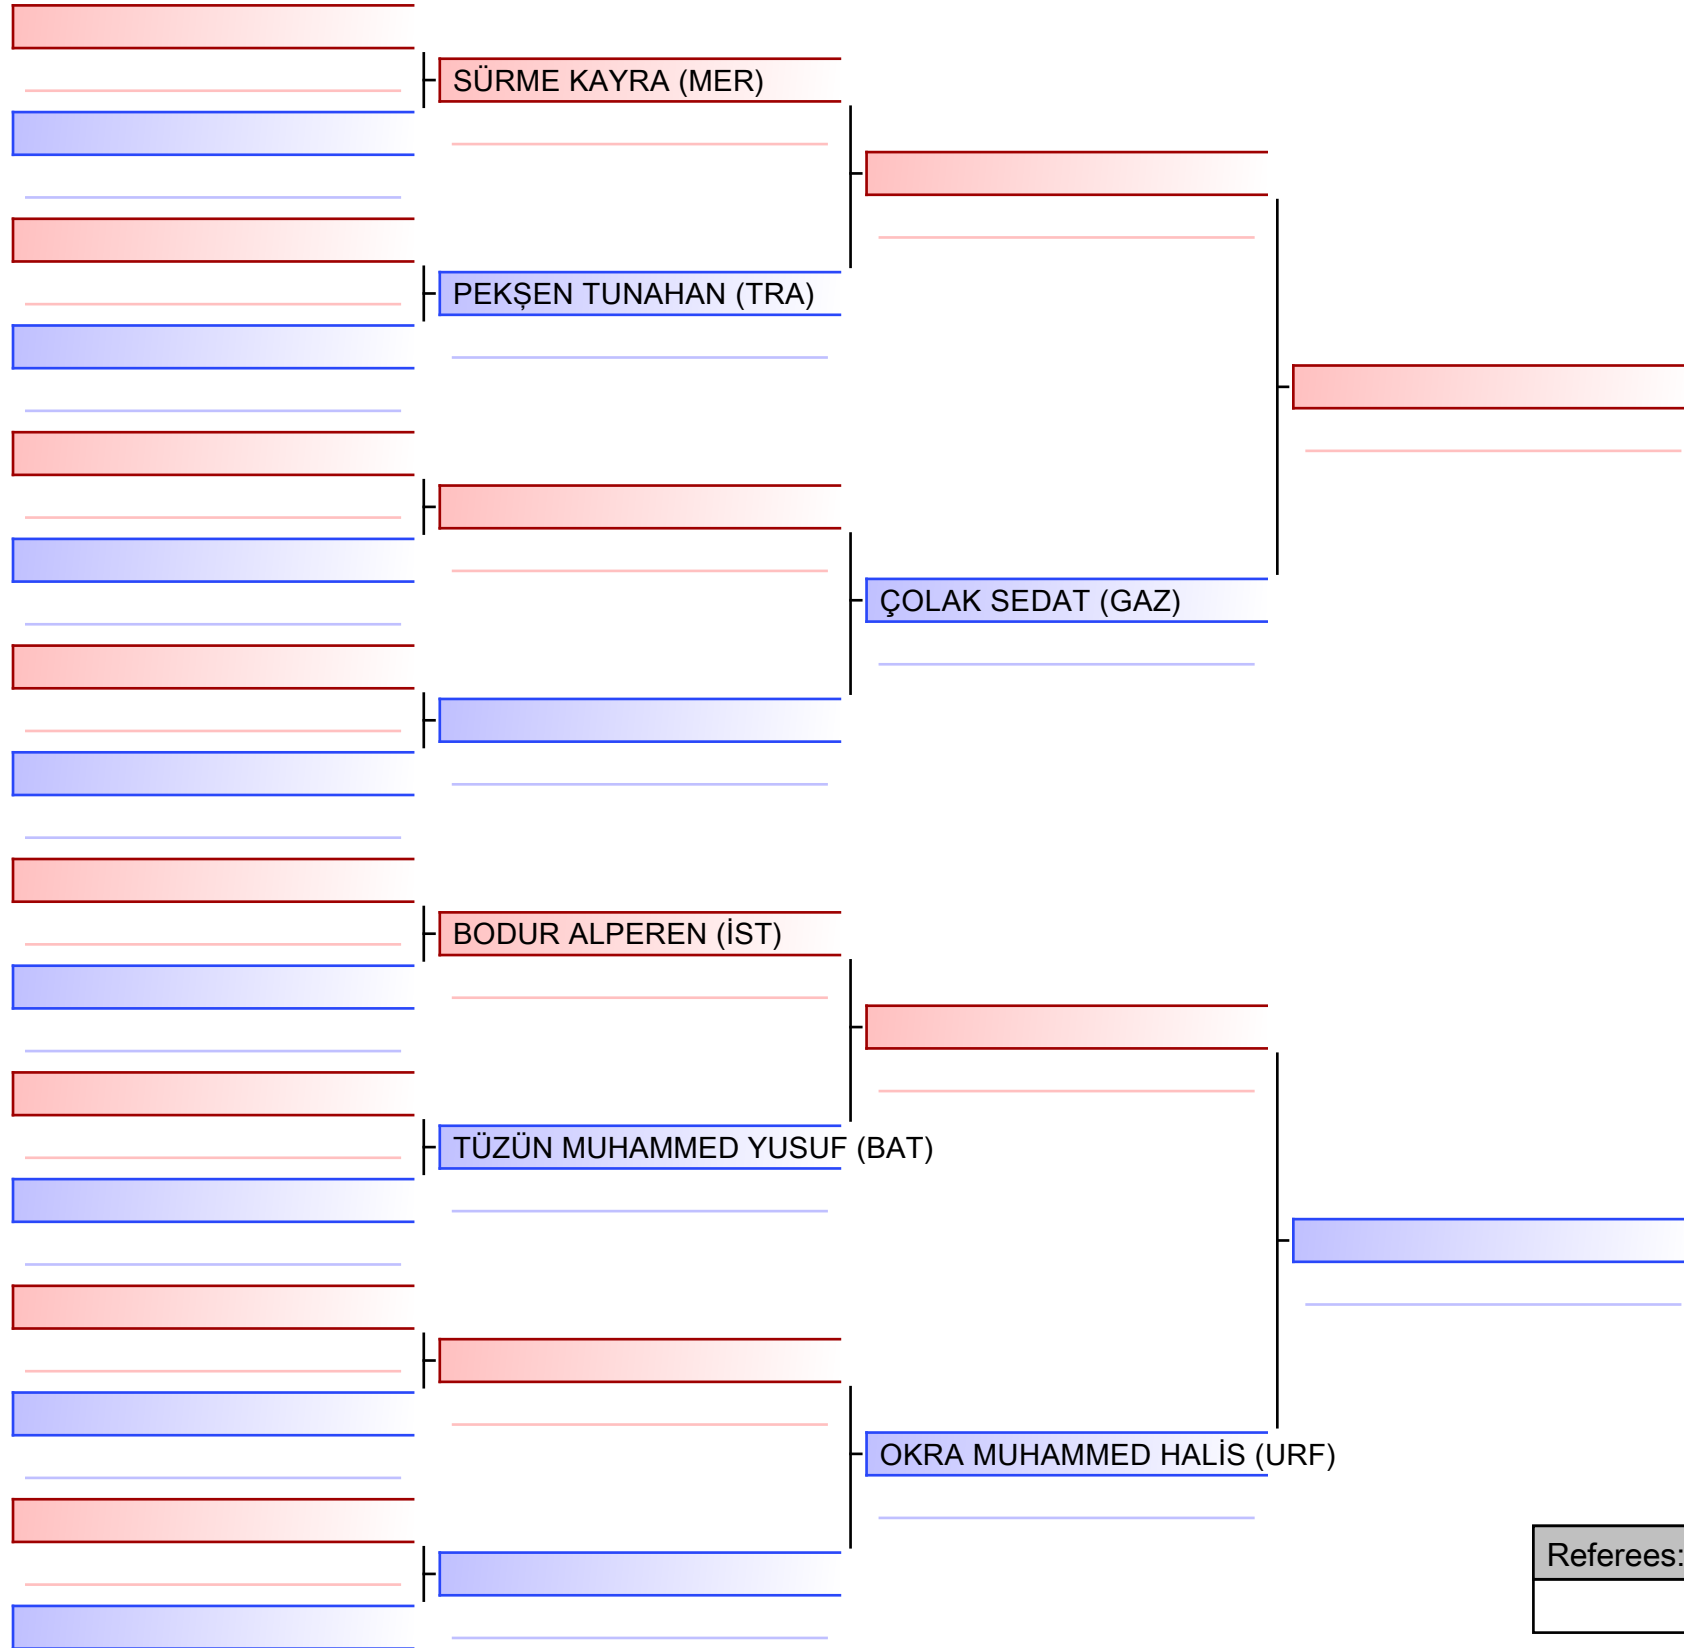 SÜRME KAYRA (MER)
PEKŞEN TUNAHAN (TRA)
ÇOLAK SEDAT (GAZ)
BODUR ALPEREN (İST)
TÜZÜN MUHAMMED YUSUF (BAT)
OKRA MUHAMMED HALİS (URF)
Referees: